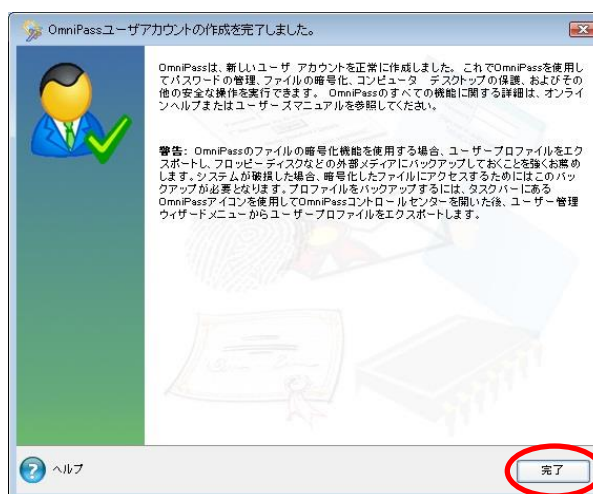 OmniPassユーザアカウントの作成を完了しました。
OmniPassは、新しいユーザ アカウントを正常に作成しました。 これでOmniPassを使用し
てパスワードの管理、ファイルの暗号化、コンピュータ デスクトップの保護、およびその
他の安全な操作を実行できます。 OmniPassのすべての機能に関する詳細は、オンライ
ンヘルプまたはユーザーズマニュアルを参照してください。
警告: OmniPassのファイルの暗号化機能を使用する場合、ユーザープロファイルをエク
スポートし、フロッピーディスクなどの外部メディアにバックアップしておくことを強くお薦め
します。システムが破損した場合、暗号化したファイルにアクセスするためにはこのバッ
クアップが必要となります。プロファイルをバックアップするには、タスクバーにある
OmniPassアイコンを使用してOmniPassコントロールセンターを開いた後、ユーザー管理
ウィザードメニューからユーザープロファイルをエクスポートします。
ヘルプ
完了